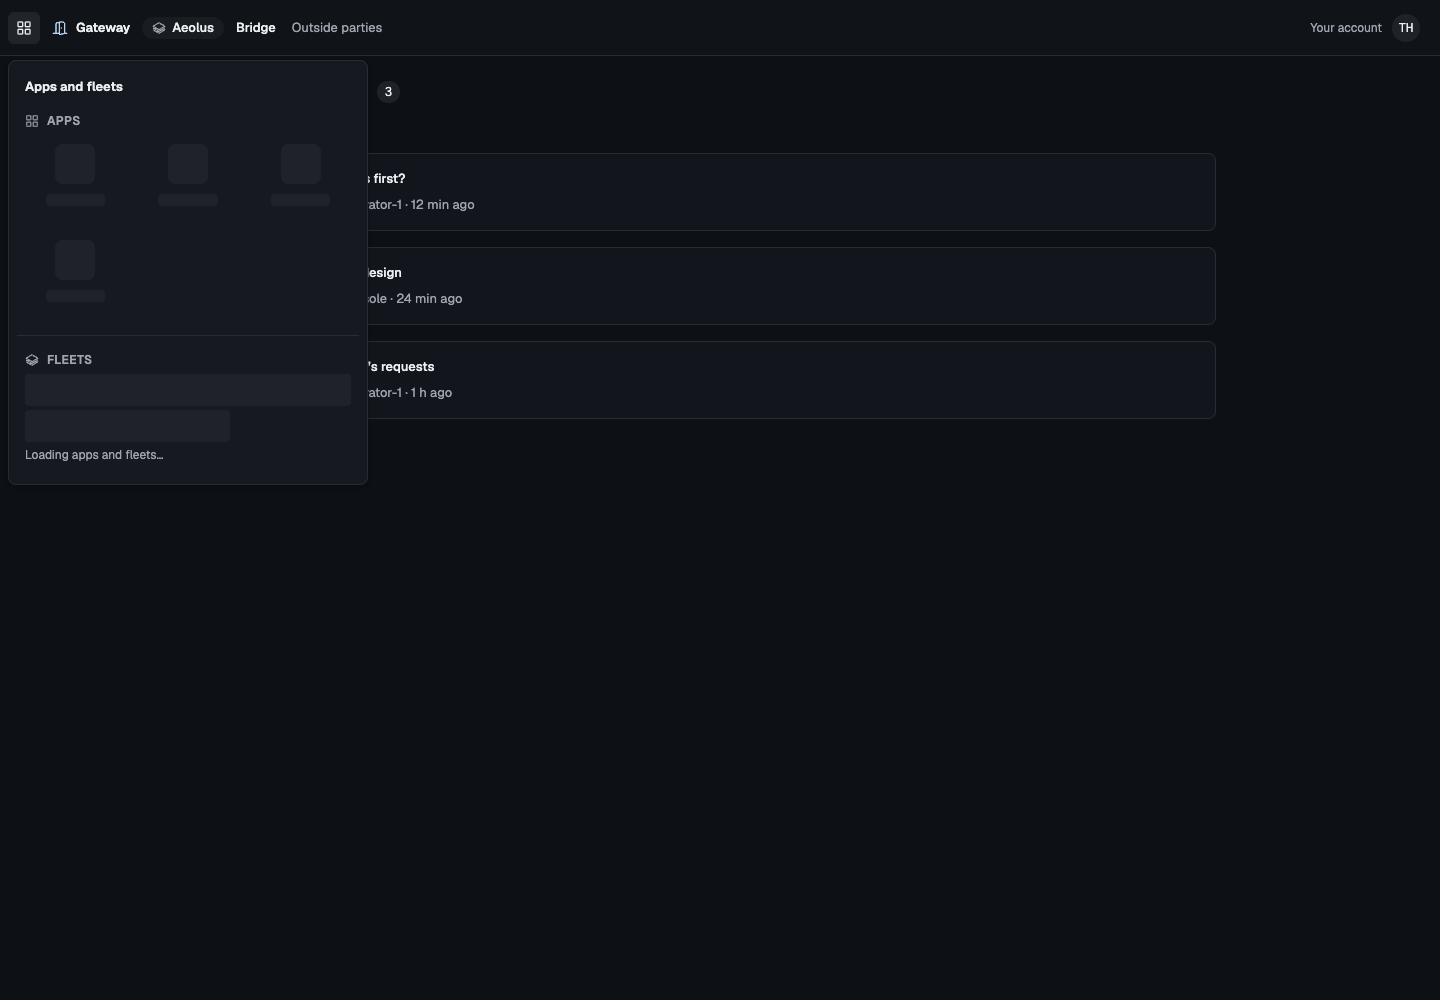 Gateway
Aeolus
Bridge
Outside parties
Your account
TH
Apps and fleets
3
APPS
first?
ator-1 · 12 min ago
esign
ole · 24 min ago
's requests
ator-1 · 1 h ago
FLEETS
Loading apps and fleets…